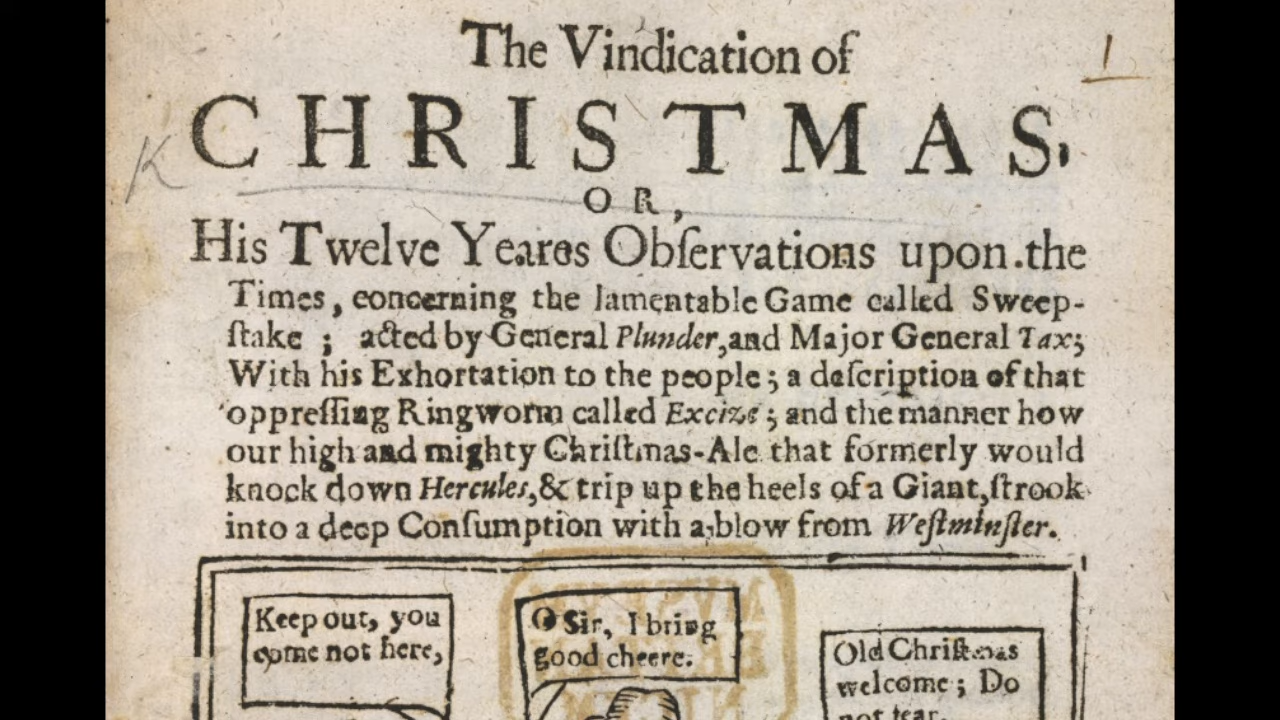 The Vindication of
CHRISTMAS,
OR,
His Twelve Yeares Obſervations upon.the
Times, concerning the lamentable Game called Sweep-
ſtake ; acted by General Plunder, and Major General Tax;
With his Exhortation to the people ; a deſcription of that
oppreſſing Ringworm called Excize ; and the manner how
our high and mighty Chriſtmas-Ale that formerly would
knock down Hercules, & trip up the heels of a Giant, ſtrook
into a deep Conſumption with a blow from Weſtminſter.
Keep out, you
come not here,
O Sir, I bring
good cheere.
Old Chriſtmas
welcome ; Do
not fear.
1
K